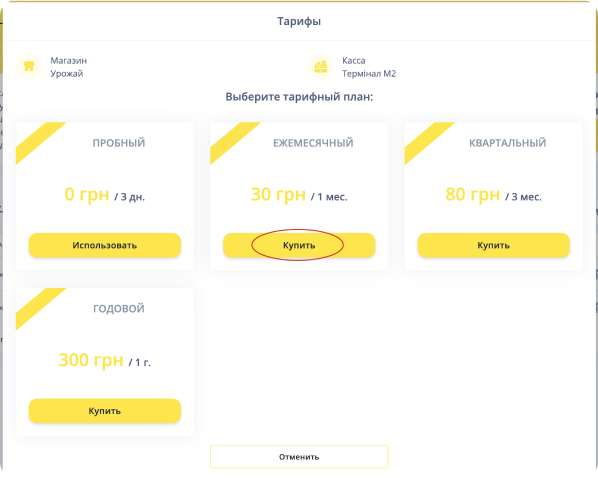 Тарифы
Магазин
Урожай
Касса
Термінал М2
Выберите тарифный план:
ПРОБНЫЙ
0 грн / 3 дн.
Использовать
ЕЖЕМЕСЯЧНЫЙ
30 грн / 1 мес.
Купить
КВАРТАЛЬНЫЙ
80 грн / 3 мес.
Купить
ГОДОВОЙ
300 грн / 1 г.
Купить
Отменить